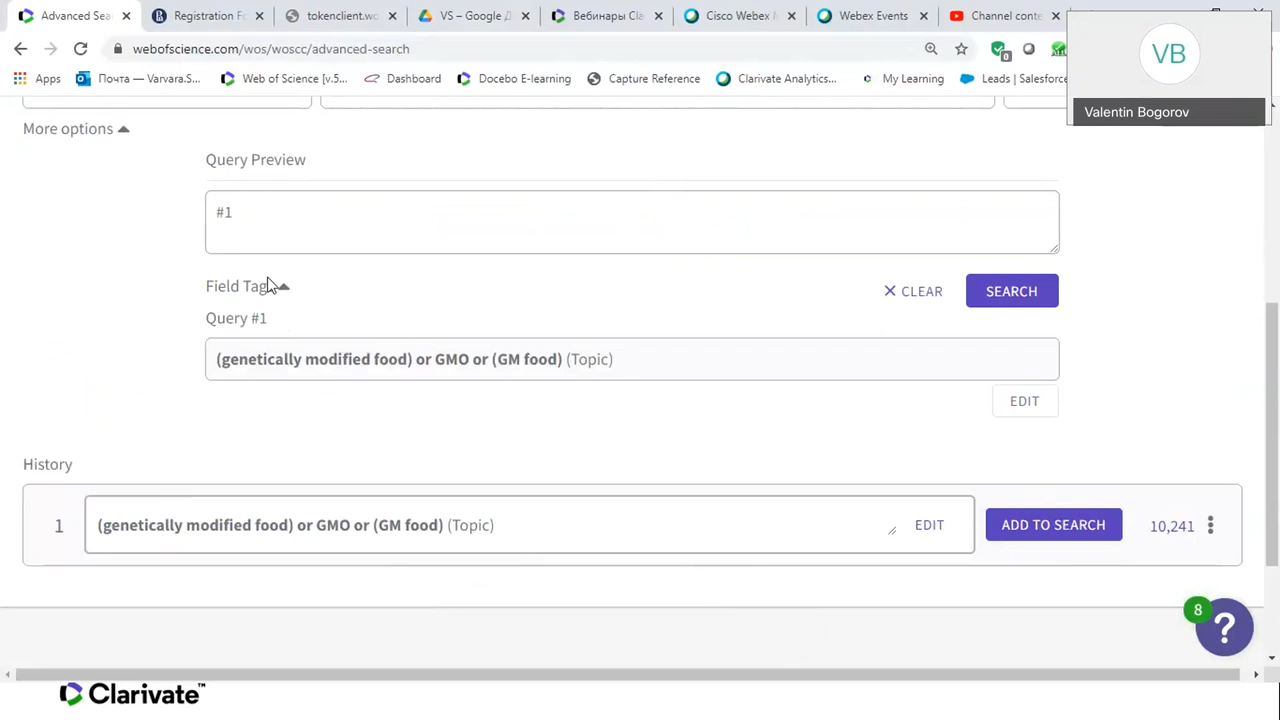 Advanced Sea
Registration Fo
tokenclient.wo
VS – Google Д
Вебинары Cla
Cisco Webex M
Webex Events
Channel conte
webofscience.com/wos/woscc/advanced-search
Apps
Почта — Varvara.S...
Web of Science [v.5...
Dashboard
Docebo E-learning
Capture Reference
Clarivate Analytics...
My Learning
Leads | Salesforce
0
VB
Valentin Bogorov
More options
Query Preview
#1
Field Tag
CLEAR
SEARCH
Query #1
(genetically modified food) or GMO or (GM food) (Topic)
EDIT
History
1
(genetically modified food) or GMO or (GM food) (Topic)
EDIT
ADD TO SEARCH
10,241
8
?
Clarivate™